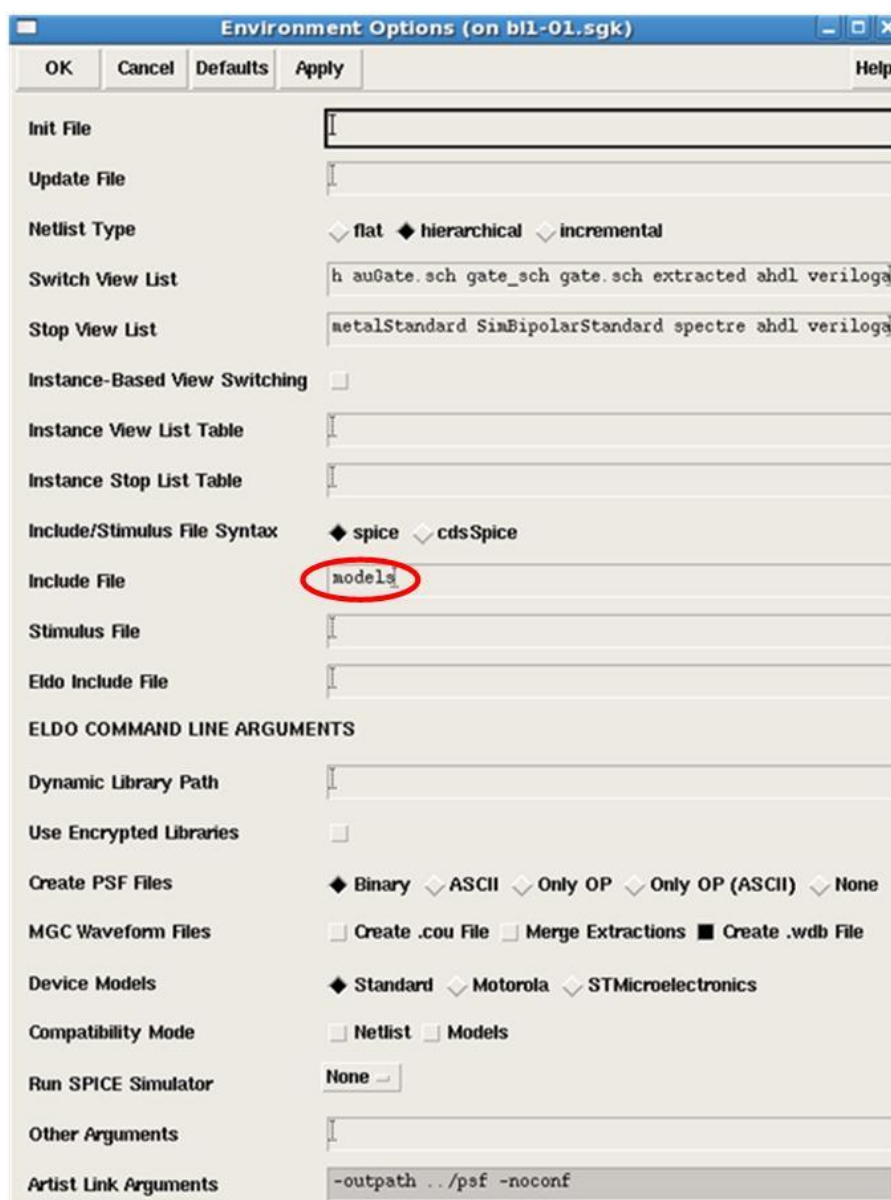 Environment Options (on bl1-01.sgk)
OK Cancel Defaults Apply Help
Init File
Update File
Netlist Type flat hierarchical incremental
Switch View List h auGate.sch gate_sch gate.sch extracted ahdl veriloga
Stop View List metalStandard SimBipolarStandard spectre ahdl veriloga
Instance-Based View Switching
Instance View List Table
Instance Stop List Table
Include/Stimulus File Syntax spice cdsSpice
Include File models
Stimulus File
Eldo Include File
ELDO COMMAND LINE ARGUMENTS
Dynamic Library Path
Use Encrypted Libraries
Create PSF Files Binary ASCII Only OP Only OP (ASCII) None
MGC Waveform Files Create .cou File Merge Extractions Create .wdb File
Device Models Standard Motorola STMicroelectronics
Compatibility Mode Netlist Models
Run SPICE Simulator None
Other Arguments
Artist Link Arguments -outpath ../psf -noconf